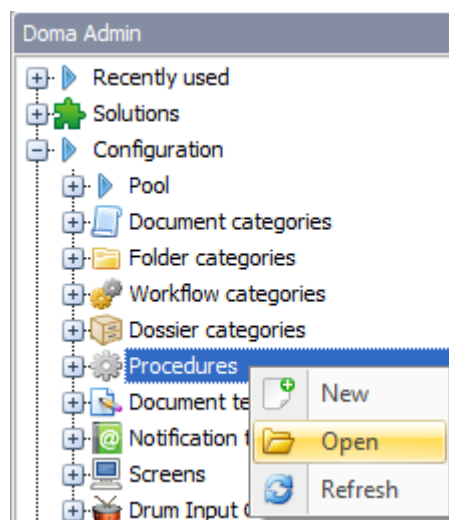 Doma Admin
Recently used
Solutions
Configuration
Pool
Document categories
Folder categories
Workflow categories
Dossier categories
Procedures
New
Document te
Notification t
Open
Screens
Refresh
Drum Input